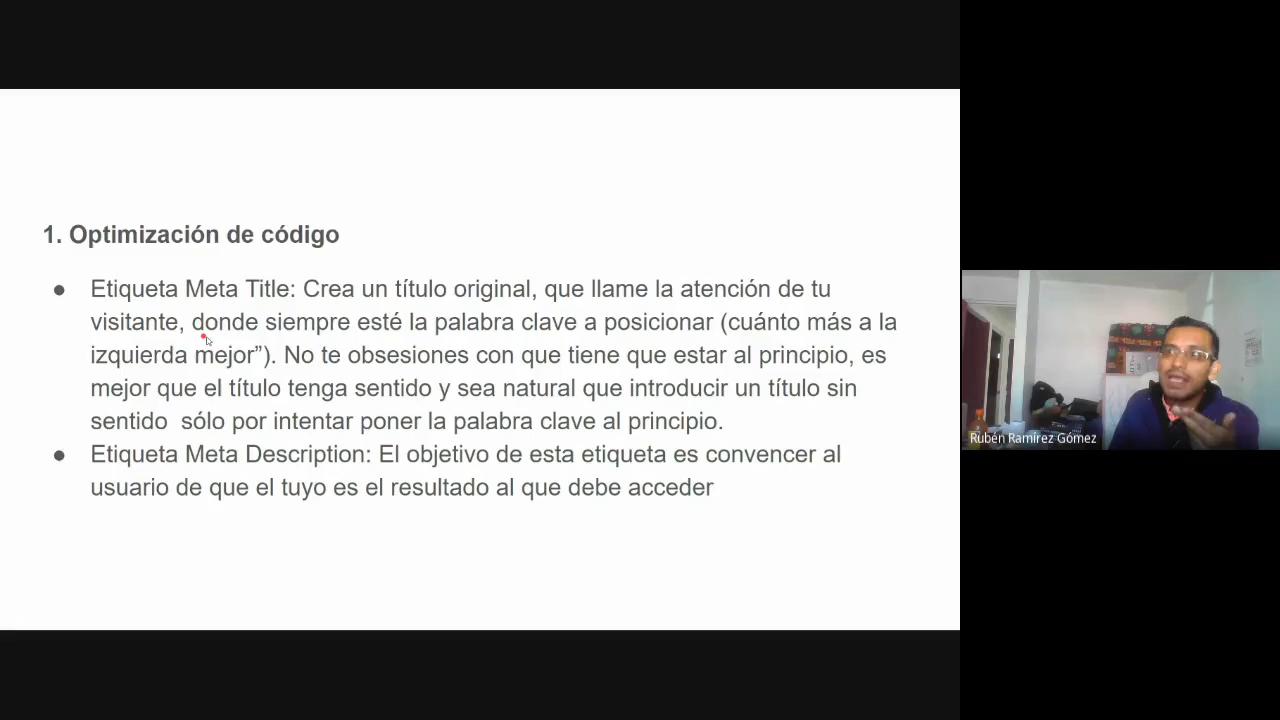 1. Optimización de código
● Etiqueta Meta Title: Crea un título original, que llame la atención de tu
visitante, donde siempre esté la palabra clave a posicionar (cuánto más a la
izquierda mejor”). No te obsesiones con que tiene que estar al principio, es
mejor que el título tenga sentido y sea natural que introducir un título sin
sentido  sólo por intentar poner la palabra clave al principio.
● Etiqueta Meta Description: El objetivo de esta etiqueta es convencer al
usuario de que el tuyo es el resultado al que debe acceder
Rubén Ramírez Gómez